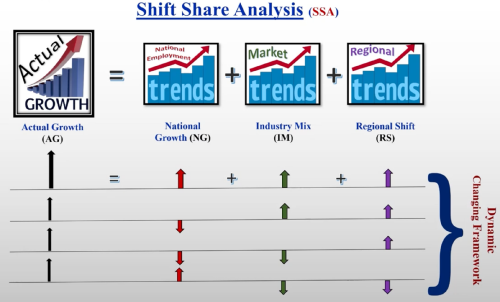 Shift Share Analysis (SSA)
Actual
GROWTH
=
National
Employment
trends
+
Market
trends
+
Regional
trends
Actual Growth
(AG)
National
Growth (NG)
Industry Mix
(IM)
Regional Shift
(RS)
=
+
+
Dynamic
Changing Framework